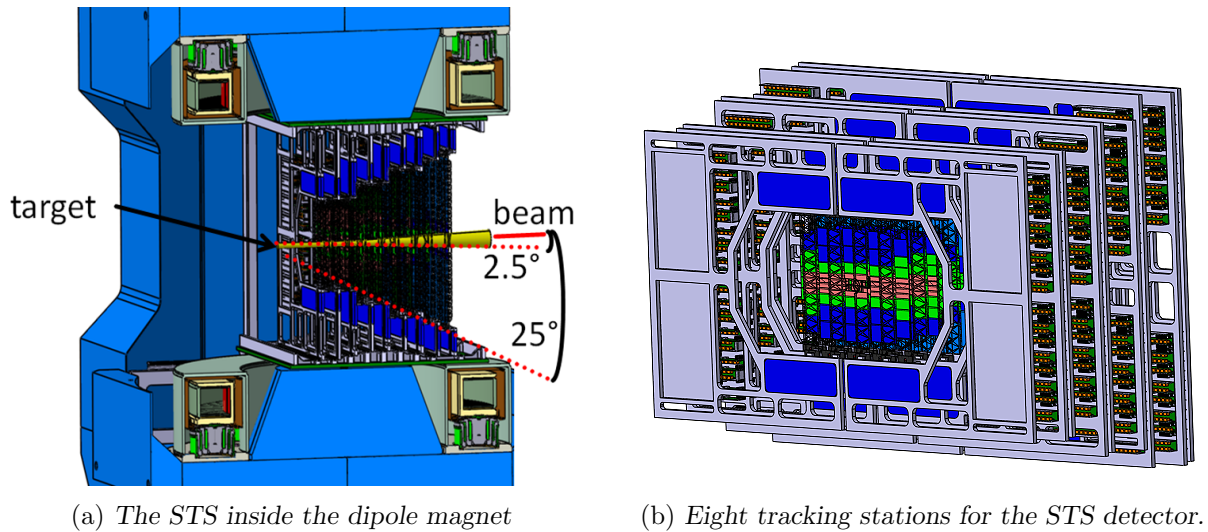 target
beam
2.5°
25°
(a) The STS inside the dipole magnet
(b) Eight tracking stations for the STS detector.